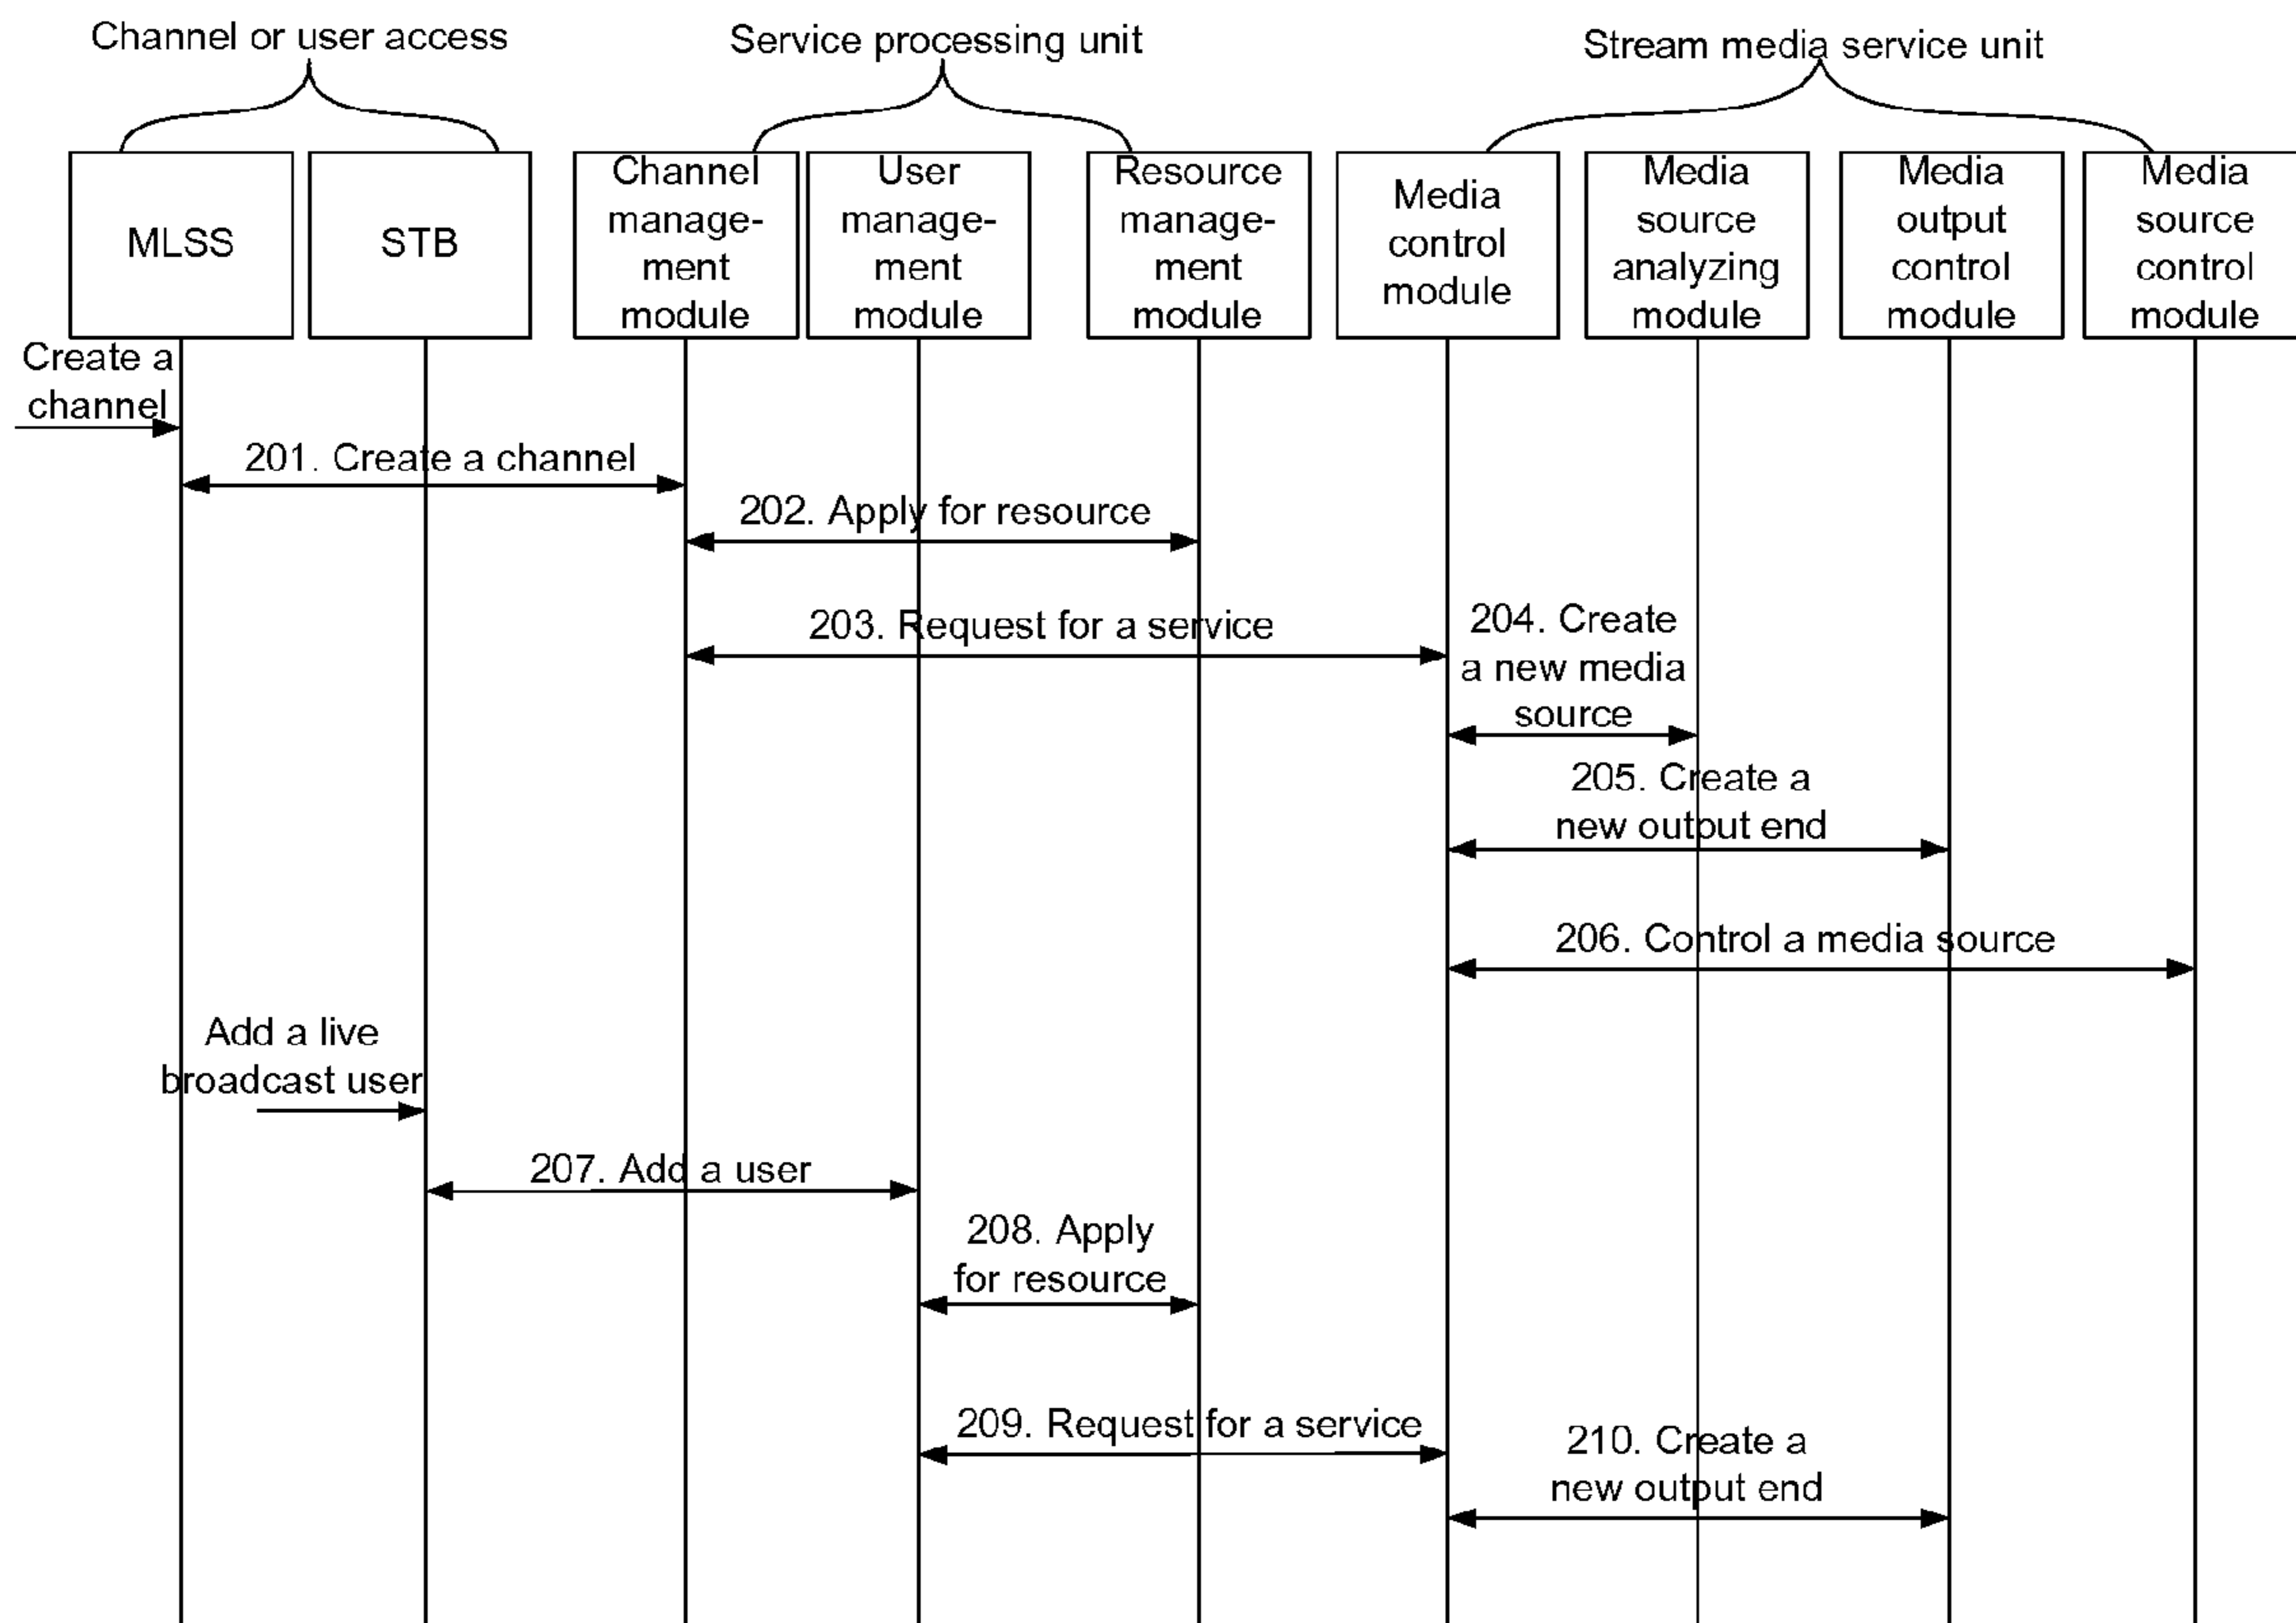 Channel or user access
Service processing unit
Stream media service unit
MLSS
STB
Channel
manage-
ment
module
User
manage-
ment
module
Resource
manage-
ment
module
Media
control
module
Media
source
analyzing
module
Media
output
control
module
Media
source
control
module
Create a
channel
201. Create a channel
202. Apply for resource
203. Request for a service
204. Create
a new media
source
205. Create a
new output end
206. Control a media source
Add a live
broadcast user
207. Add a user
208. Apply
for resource
209. Request for a service
210. Create a
new output end